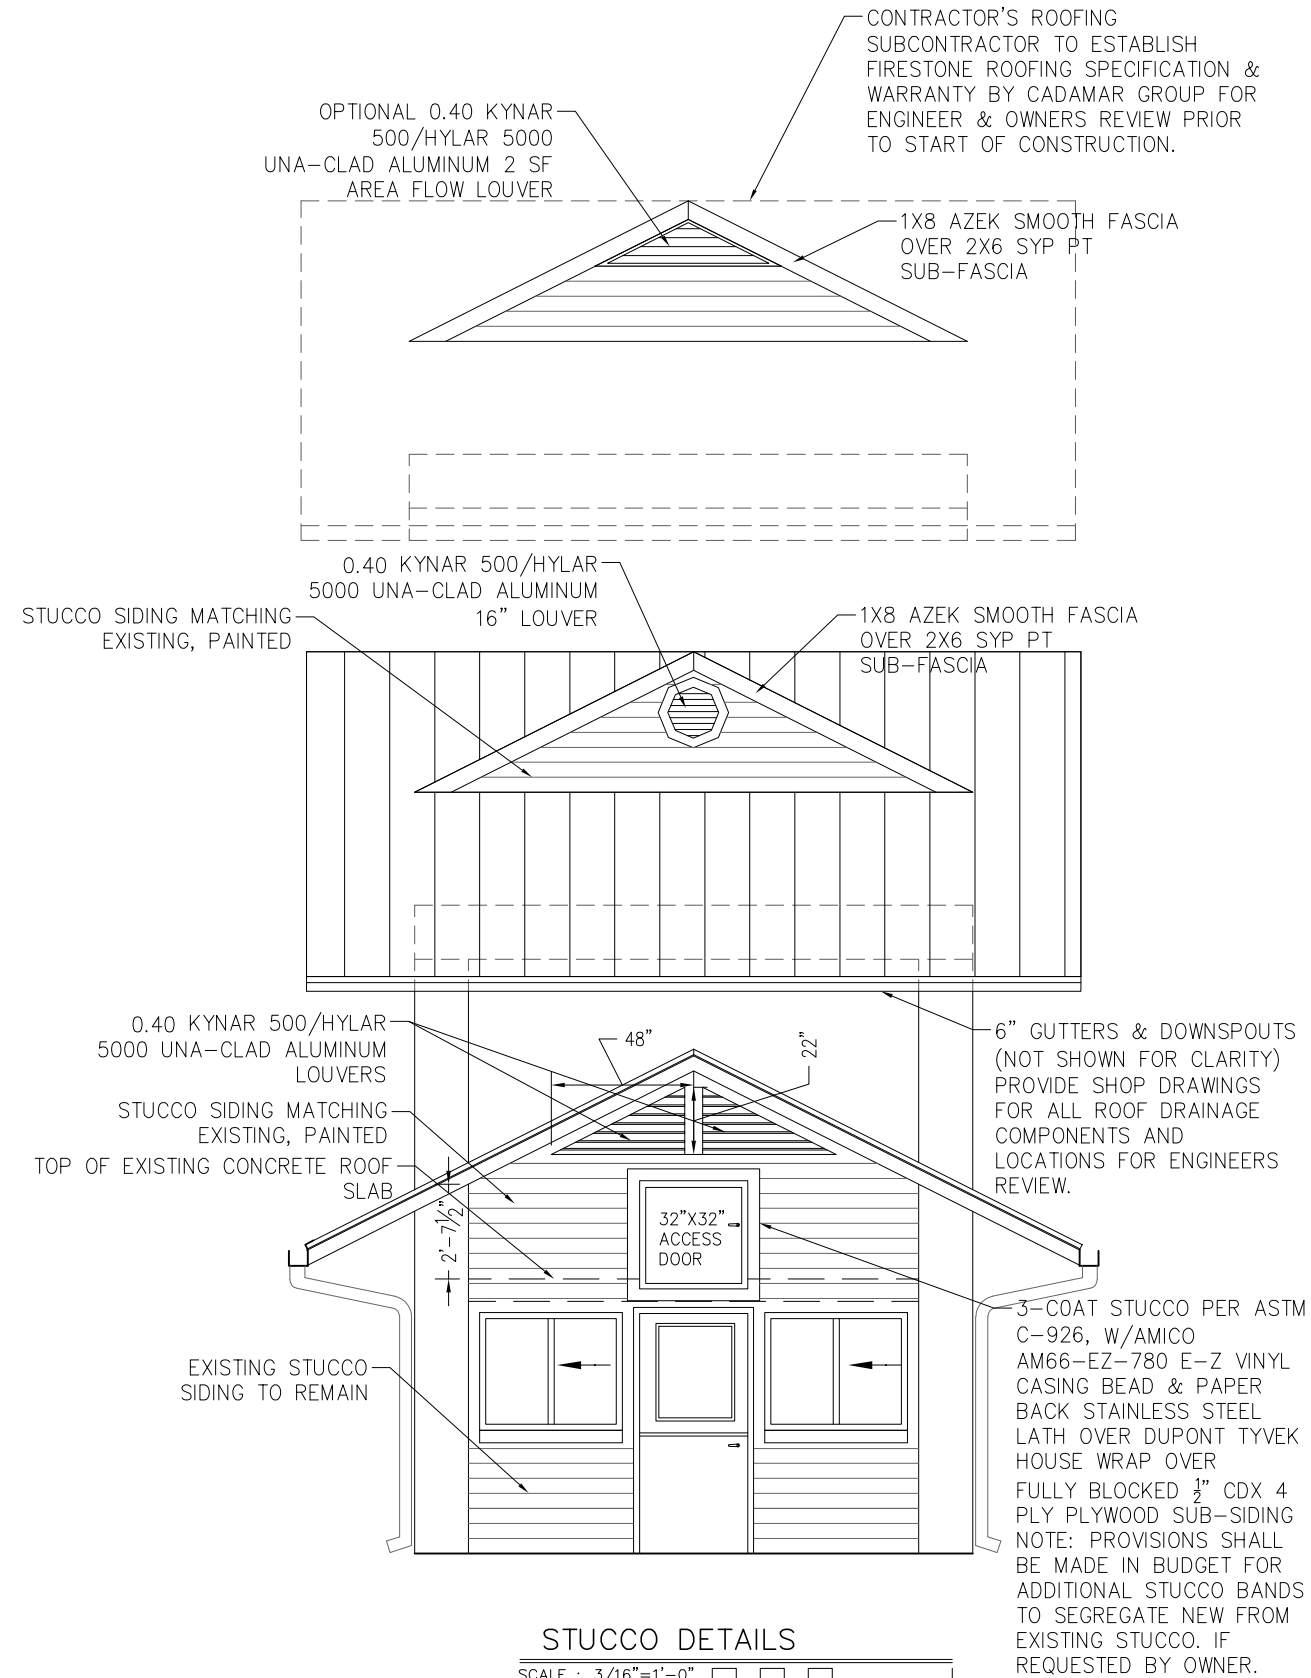 CONTRACTOR'S ROOFING
SUBCONTRACTOR TO ESTABLISH
FIRESTONE ROOFING SPECIFICATION &
WARRANTY BY CADAMAR GROUP FOR
ENGINEER & OWNERS REVIEW PRIOR
TO START OF CONSTRUCTION.
OPTIONAL 0.40 KYNAR
500/HYLAR 5000
UNA-CLAD ALUMINUM 2 SF
AREA FLOW LOUVER
1X8 AZEK SMOOTH FASCIA
OVER 2X6 SYP PT
SUB-FASCIA
0.40 KYNAR 500/HYLAR
5000 UNA-CLAD ALUMINUM
16" LOUVER
STUCCO SIDING MATCHING
EXISTING, PAINTED
1X8 AZEK SMOOTH FASCIA
OVER 2X6 SYP PT
SUB-FASCIA
0.40 KYNAR 500/HYLAR
5000 UNA-CLAD ALUMINUM
LOUVERS
48"
22"
6" GUTTERS & DOWNSPOUTS
(NOT SHOWN FOR CLARITY)
PROVIDE SHOP DRAWINGS
FOR ALL ROOF DRAINAGE
COMPONENTS AND
LOCATIONS FOR ENGINEERS
REVIEW.
STUCCO SIDING MATCHING
EXISTING, PAINTED
TOP OF EXISTING CONCRETE ROOF
SLAB
2'-7½"
32"X32"
ACCESS
DOOR
3-COAT STUCCO PER ASTM
C-926, W/AMICO
AM66-EZ-780 E-Z VINYL
CASING BEAD & PAPER
BACK STAINLESS STEEL
LATH OVER DUPONT TYVEK
HOUSE WRAP OVER
FULLY BLOCKED ½" CDX 4
PLY PLYWOOD SUB-SIDING
NOTE: PROVISIONS SHALL
BE MADE IN BUDGET FOR
ADDITIONAL STUCCO BANDS
TO SEGREGATE NEW FROM
EXISTING STUCCO. IF
REQUESTED BY OWNER.
EXISTING STUCCO
SIDING TO REMAIN
STUCCO DETAILS
SCALE : 3/16"=1'-0"